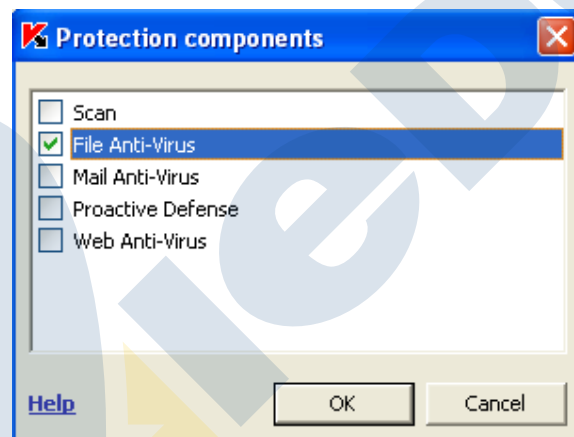 Protection components
Scan
File Anti-Virus
Mail Anti-Virus
Proactive Defense
Web Anti-Virus
Help OK Cancel